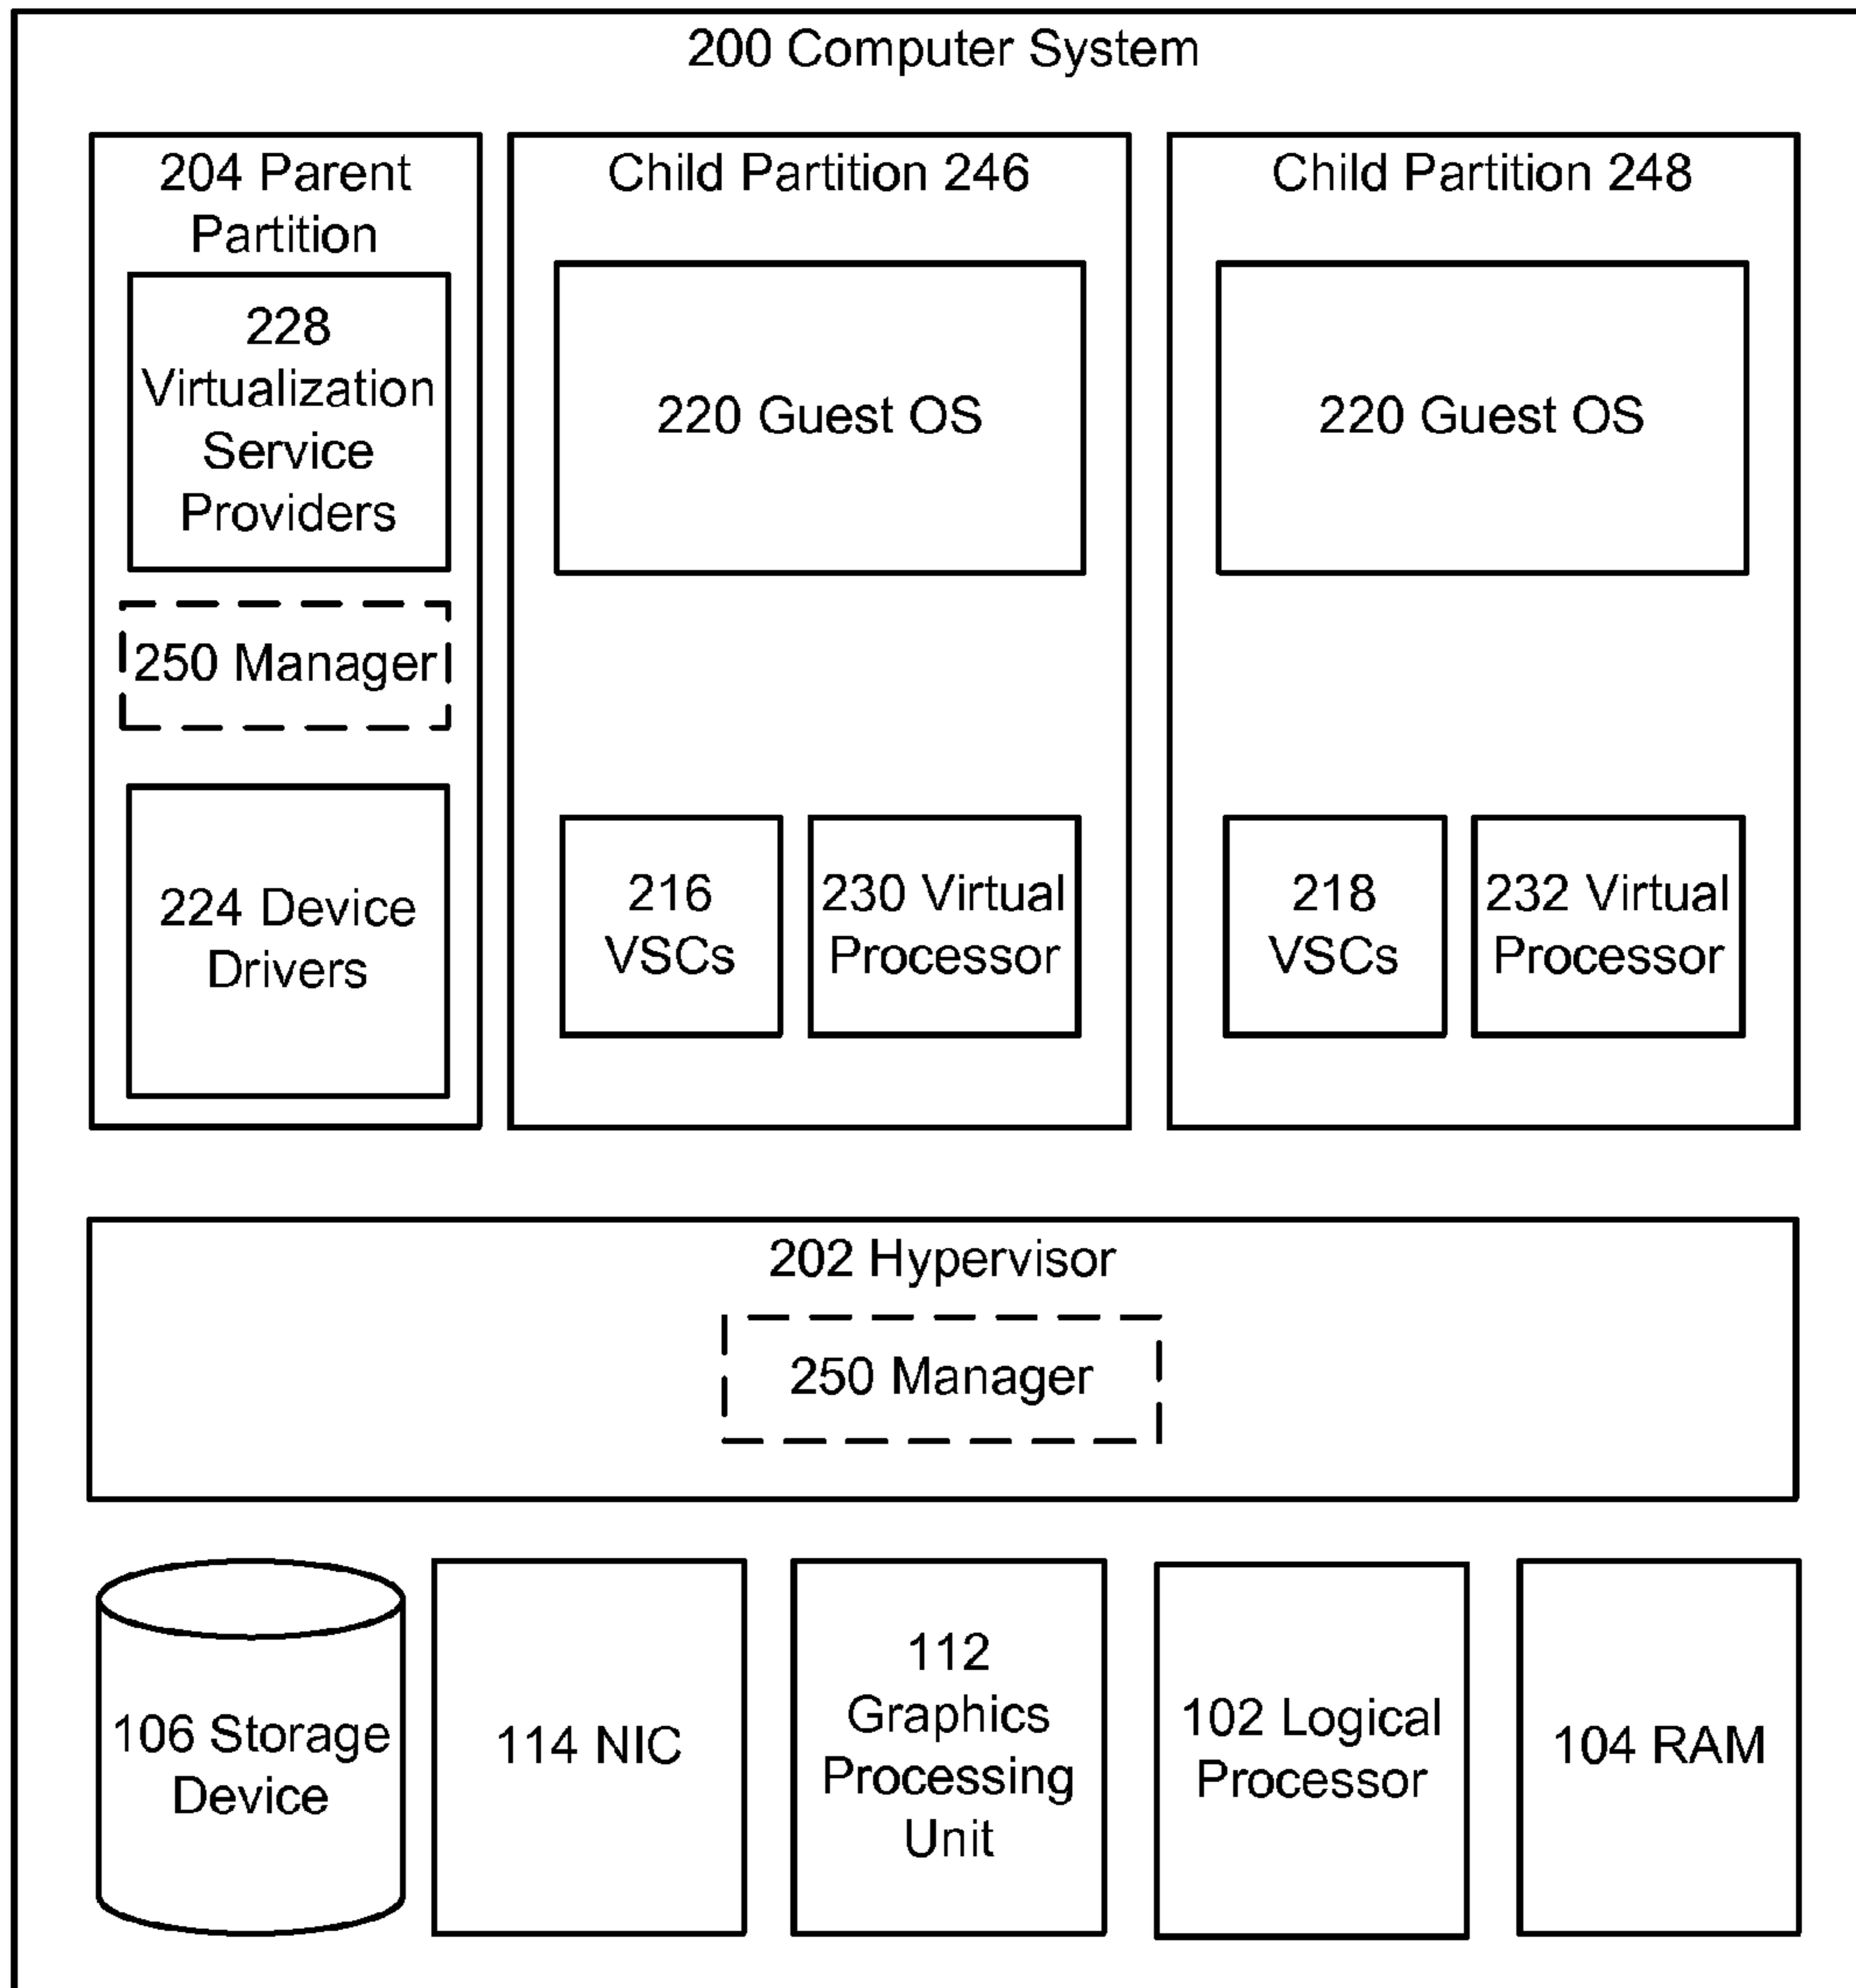 200 Computer System
204 Parent
Partition
228
Virtualization
Service
Providers
250 Manager
224 Device
Drivers
Child Partition 246
220 Guest OS
216
VSCs
230 Virtual
Processor
Child Partition 248
220 Guest OS
218
VSCs
232 Virtual
Processor
202 Hypervisor
250 Manager
106 Storage
Device
114 NIC
112
Graphics
Processing
Unit
102 Logical
Processor
104 RAM